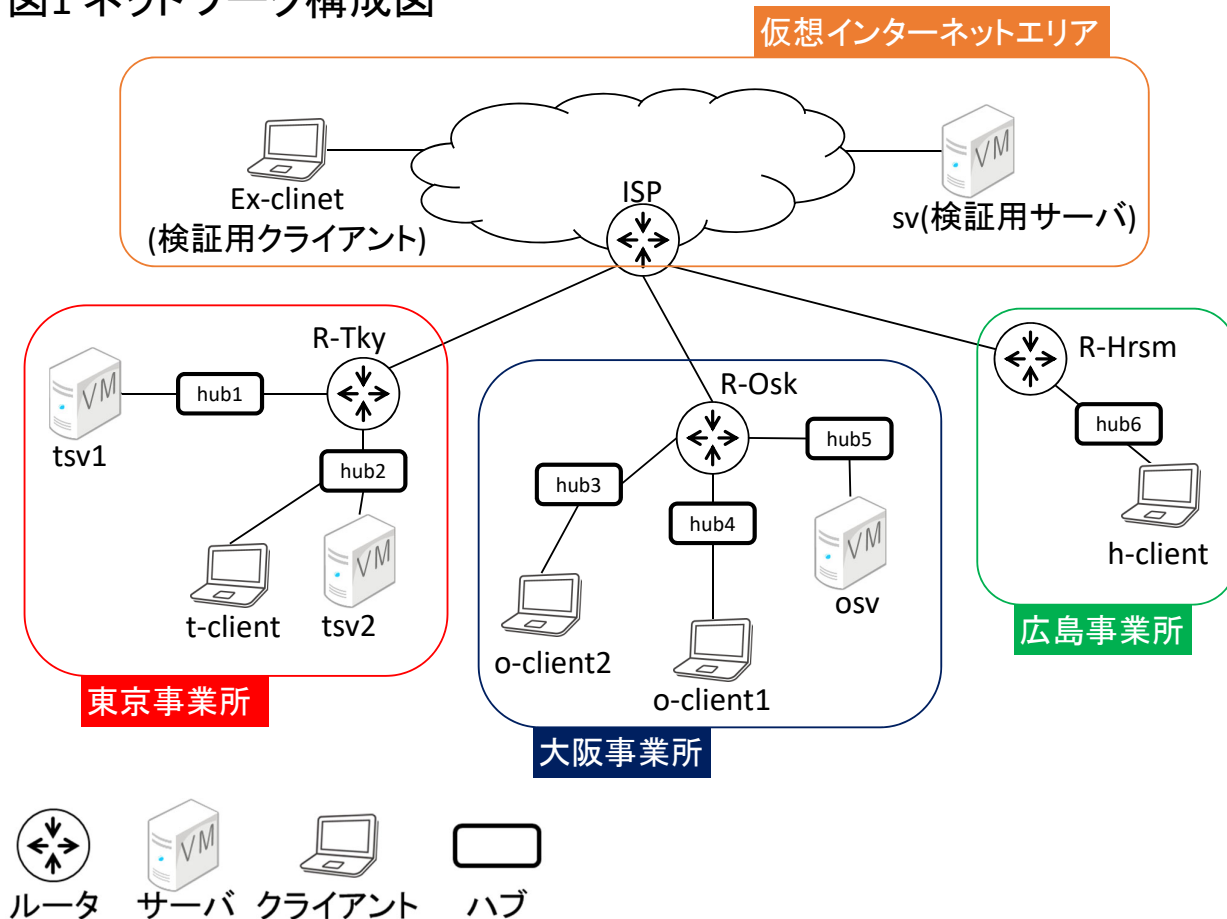 図1 ネットワーク構成図
仮想インターネットエリア
VM
ISP
Ex-clinet
(検証用クライアント)
sv(検証用サーバ)
R-Tky
R-Hrsm
VM
hub1
R-Osk
tsv1
hub2
hub5
hub6
hub3
hub4
VM
VM
t-client
tsv2
osv
h-client
o-client2
o-client1
広島事業所
東京事業所
大阪事業所
VM
ルータ
サーバ
クライアント
ハブ